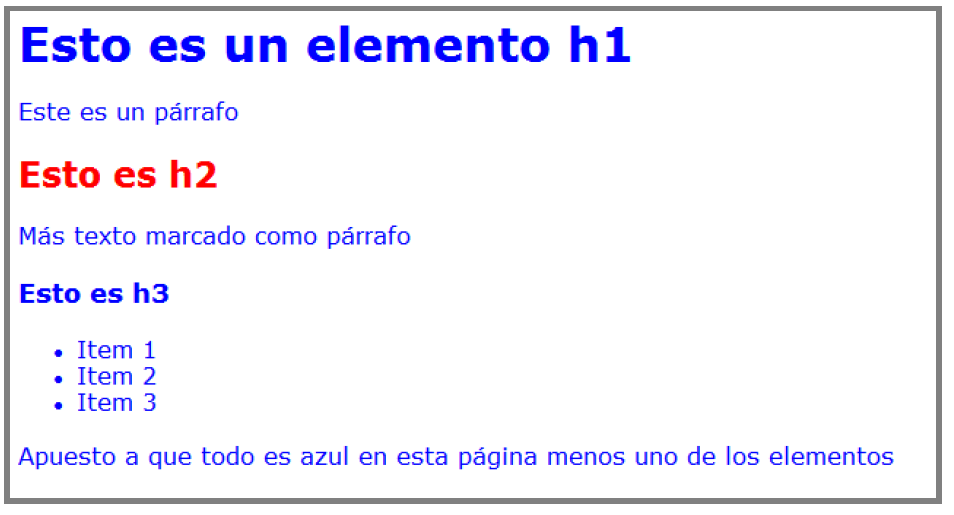 Esto es un elemento h1
Este es un párrafo
Esto es h2
Más texto marcado como párrafo
Esto es h3
• Item 1
• Item 2
• Item 3
Apuesto a que todo es azul en esta página menos uno de los elementos